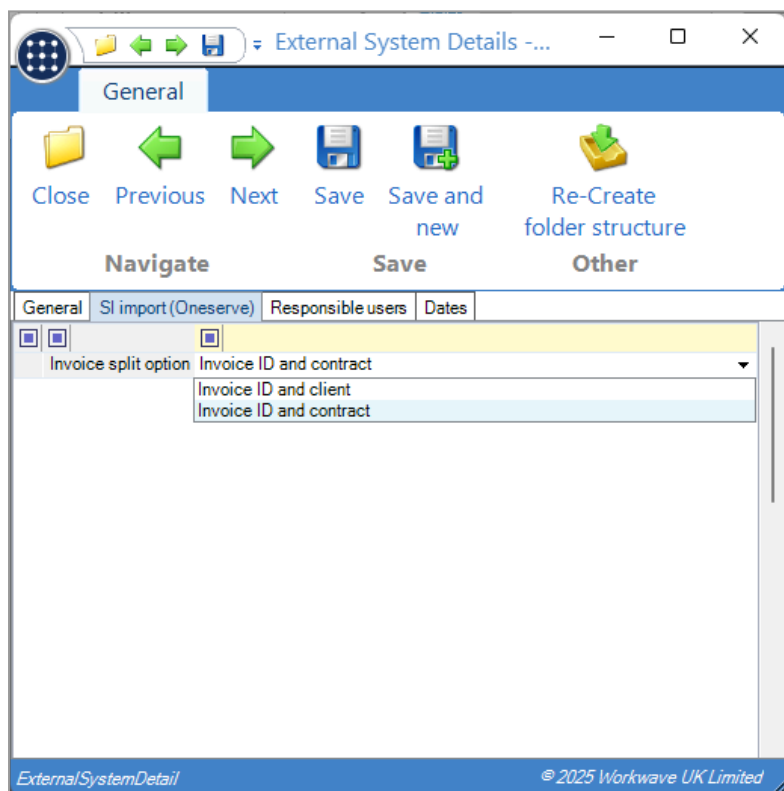 External System Details -...
General
Close Previous Next Save Save and new Re-Create folder structure
Navigate Save Other
General SI import (Oneserve) Responsible users Dates
Invoice split option Invoice ID and contract
Invoice ID and client
Invoice ID and contract
ExternalSystemDetail © 2025 Workwave UK Limited